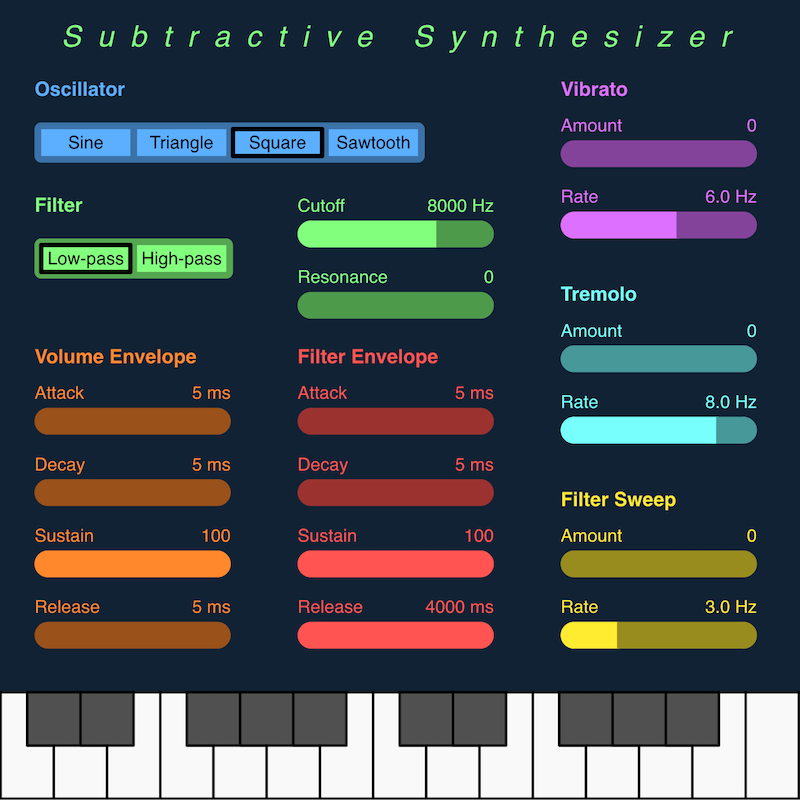 Subtractive Synthesizer
Oscillator
Sine Triangle Square Sawtooth
Filter
Low-pass High-pass
Cutoff 8000 Hz
Resonance 0
Volume Envelope
Attack 5 ms
Decay 5 ms
Sustain 100
Release 5 ms
Filter Envelope
Attack 5 ms
Decay 5 ms
Sustain 100
Release 4000 ms
Vibrato
Amount 0
Rate 6.0 Hz
Tremolo
Amount 0
Rate 8.0 Hz
Filter Sweep
Amount 0
Rate 3.0 Hz